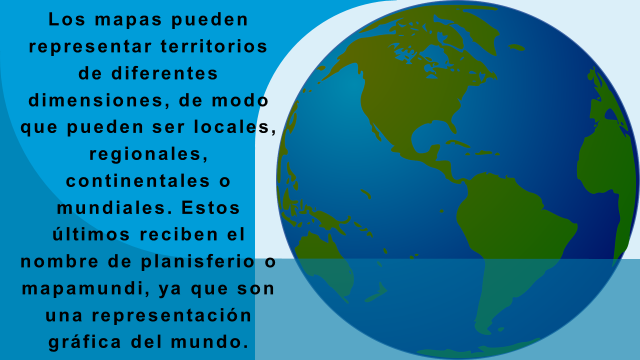 Los mapas pueden
representar territorios
de diferentes
dimensiones, de modo
que pueden ser locales,
regionales,
continentales o
mundiales. Estos
últimos reciben el
nombre de planisferio o
mapamundi, ya que son
una representación
gráfica del mundo.